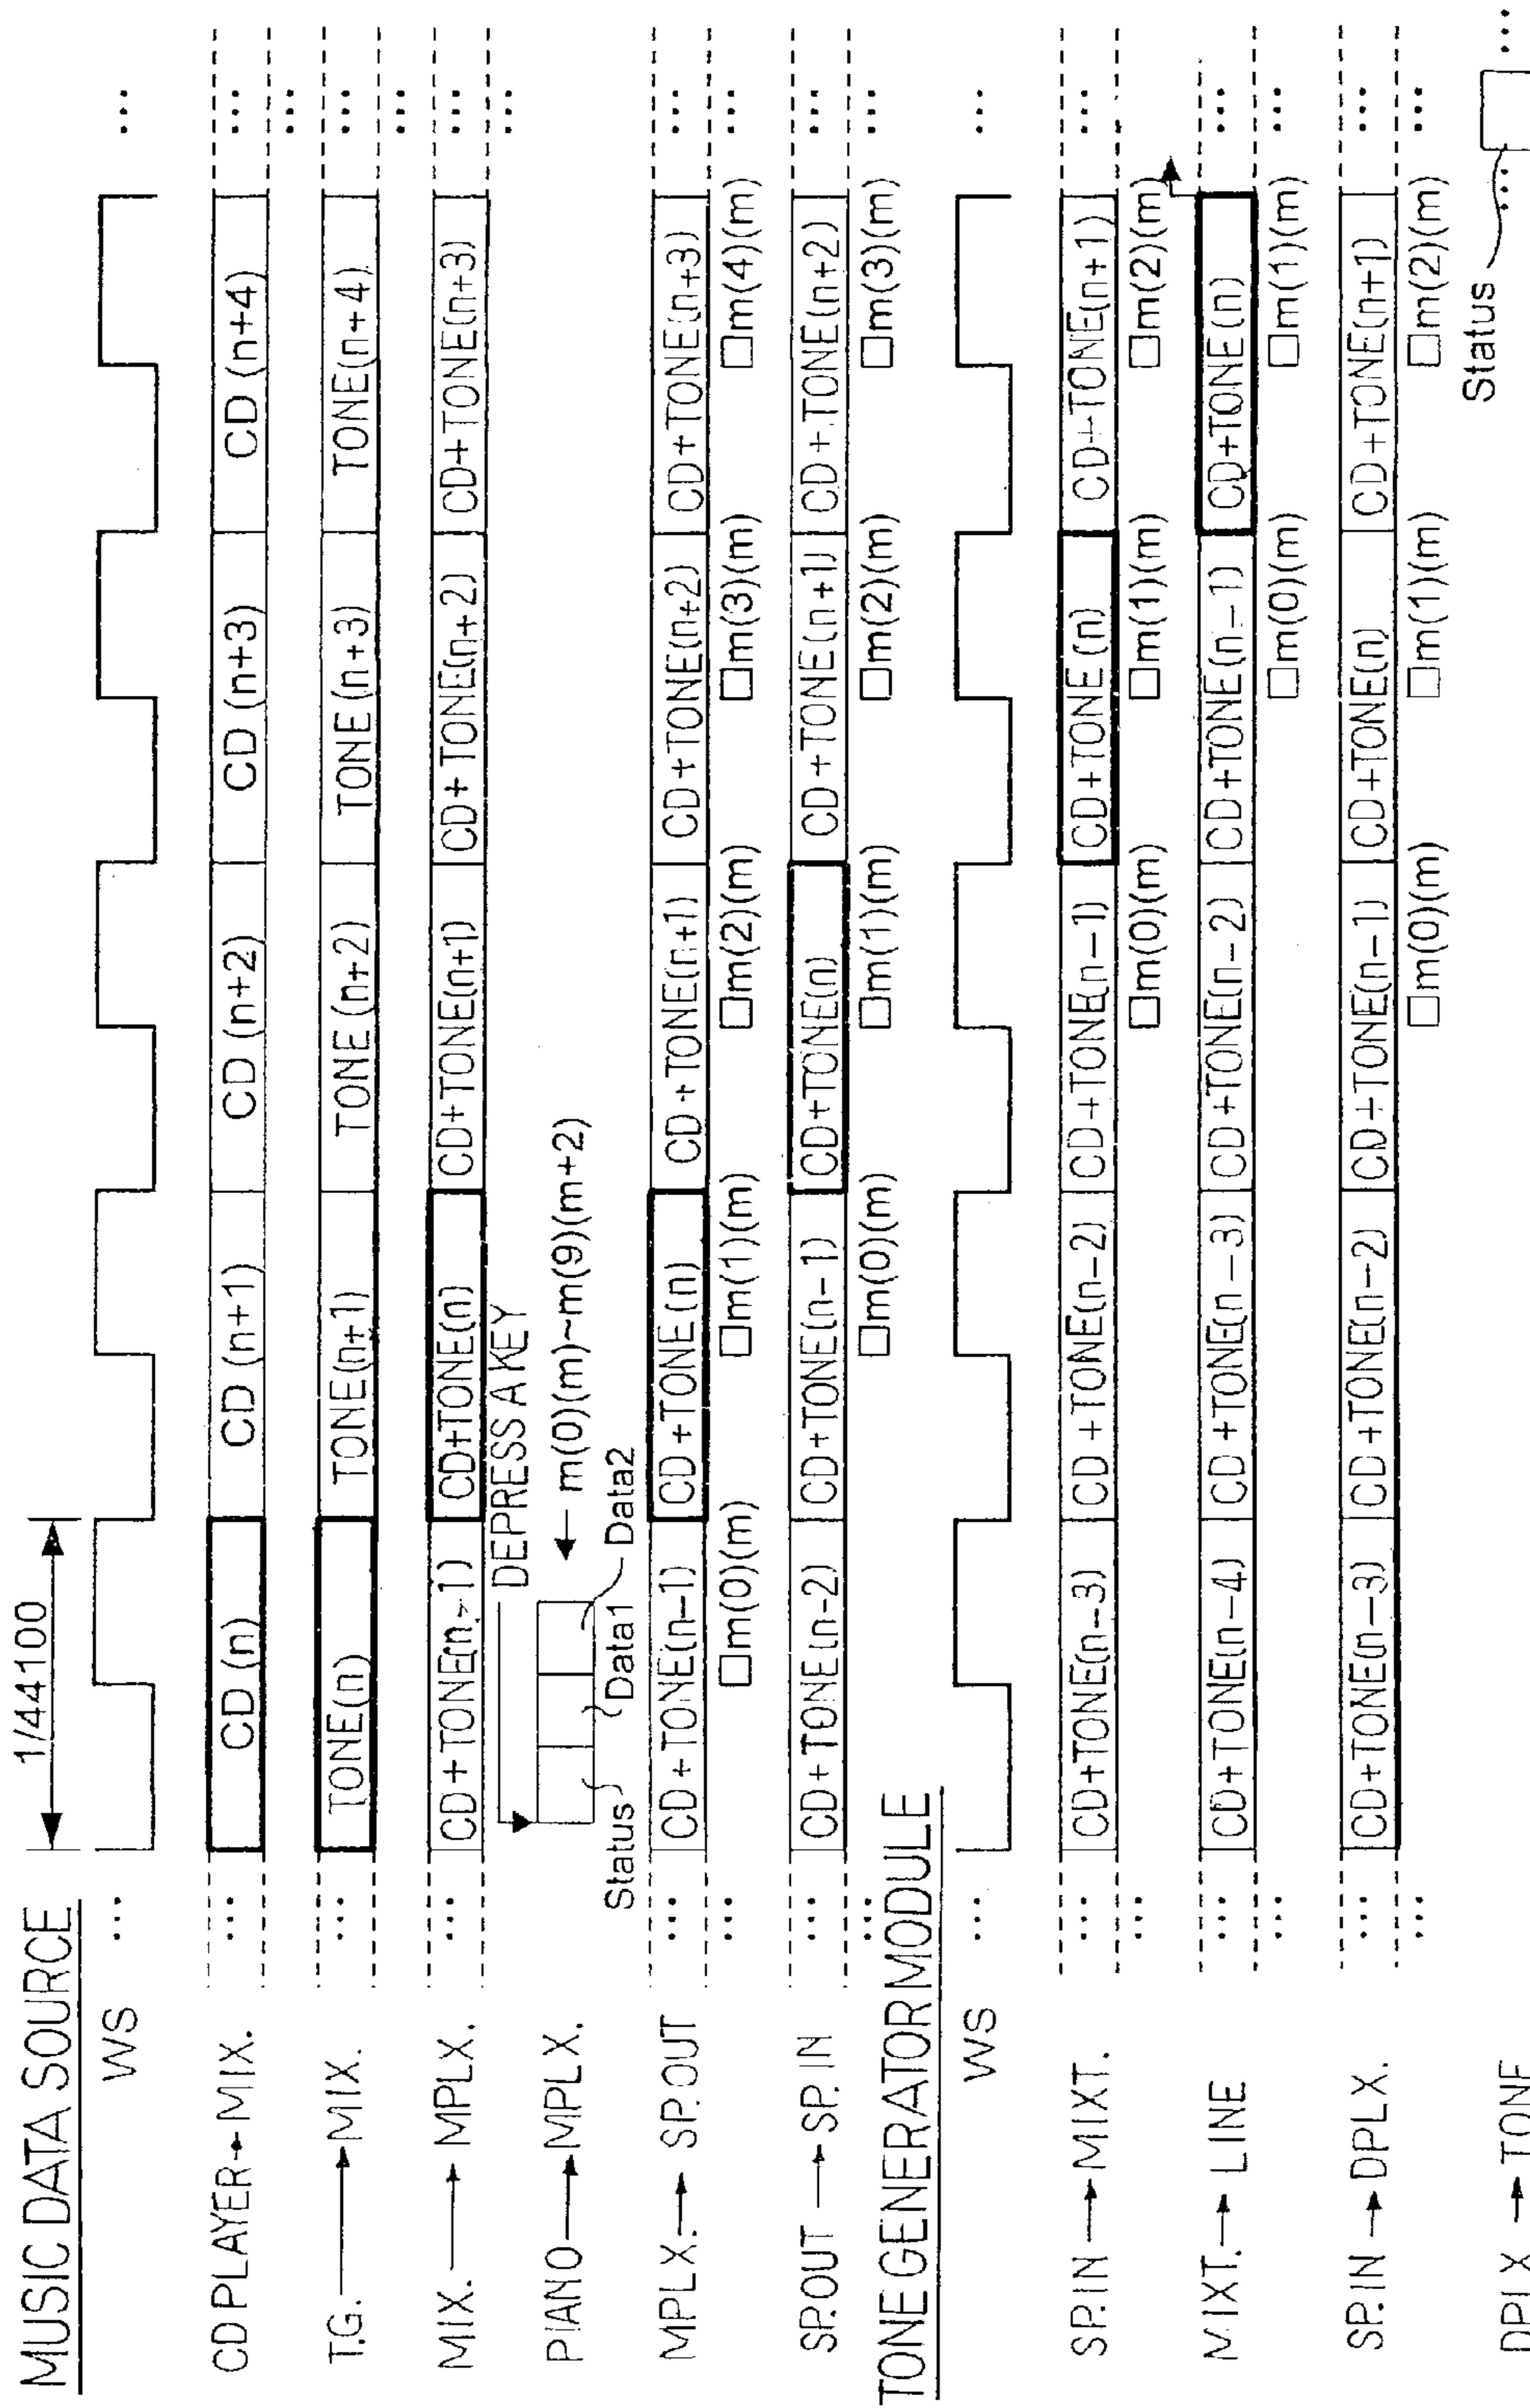 MUSIC DATA SOURCE
1/44100
WS ... ...
CD PLAYER→MIX. ... CD (n) CD (n+1) CD (n+2) CD (n+3) CD (n+4) ...
...
T.G.→MIX. ... TONE(n) TONE(n+1) TONE (n+2) TONE (n+3) TONE(n+4) ...
...
MIX.→MPLX. ... CD+TONE(n-1) CD+TONE(n) CD+TONE(n+1) CD+TONE(n+2) CD+TONE(n+3) ...
...
DEPRESS A KEY
PIANO→MPLX. ← m(0)(m)~m(9)(m+2)
Status Data1 Data2
MPLX.→SP.OUT ... CD+TONE(n-1) CD+TONE(n) CD+TONE(n+1) CD+TONE(n+2) CD+TONE(n+3) ...
... □m(0)(m) □m(1)(m) □m(2)(m) □m(3)(m) □m(4)(m) ...
SP.OUT→SP.IN ... CD+TONE(n-2) CD+TONE(n-1) CD+TONE(n) CD+TONE(n+1) CD+TONE(n+2) ...
... □m(0)(m) □m(1)(m) □m(2)(m) □m(3)(m) ...
TONE GENERATOR MODULE
WS ... ...
SP.IN→MIXT. ... CD+TONE(n-3) CD+TONE(n-2) CD+TONE(n-1) CD+TONE(n) CD+TONE(n+1) ...
... □m(0)(m) □m(1)(m) □m(2)(m)
MIXT.→LINE ... CD+TONE(n-4) CD+TONE(n-3) CD+TONE(n-2) CD+TONE(n-1) CD+TONE(n) ...
... □m(0)(m) □m(1)(m) ...
SP.IN→DPLX. ... CD+TONE(n-3) CD+TONE(n-2) CD+TONE(n-1) CD+TONE(n) CD+TONE(n+1) ...
... □m(0)(m) □m(1)(m) □m(2)(m) ...
Status ... ...
DPLX→TONE